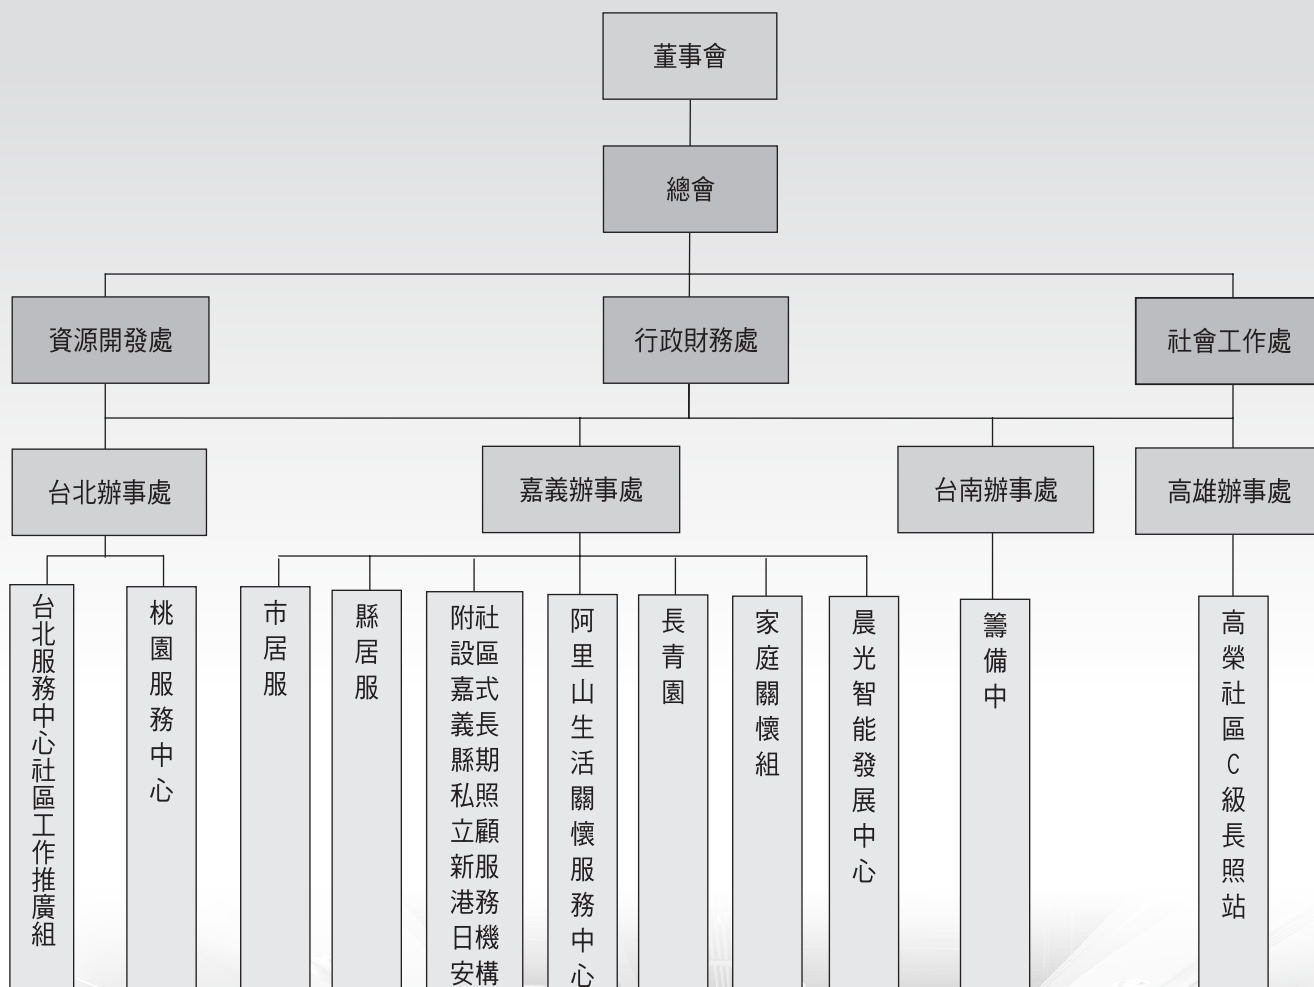 董事會
總會
資源開發處
行政財務處
社會工作處
台北辦事處
嘉義辦事處
台南辦事處
高雄辦事處
台北服務中心社區工作推廣組
桃園服務中心
市居服
縣居服
附設嘉義縣私立新港日安
社區式長期照顧服務機構
阿里山生活關懷服務中心
長青園
家庭關懷組
晨光智能發展中心
籌備中
高榮社區C級長照站